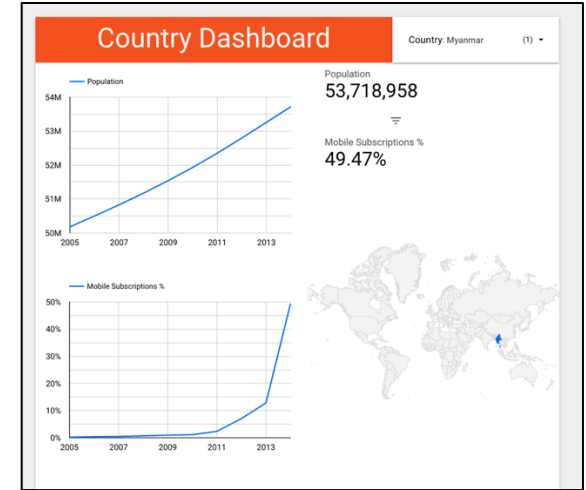 Country Dashboard
Country: Myanmar (1)
Population
54M
53M
52M
51M
50M
2005 2007 2009 2011 2013
Population
53,718,958
Mobile Subscriptions %
49.47%
Mobile Subscriptions %
50%
40%
30%
20%
10%
0%
2005 2007 2009 2011 2013